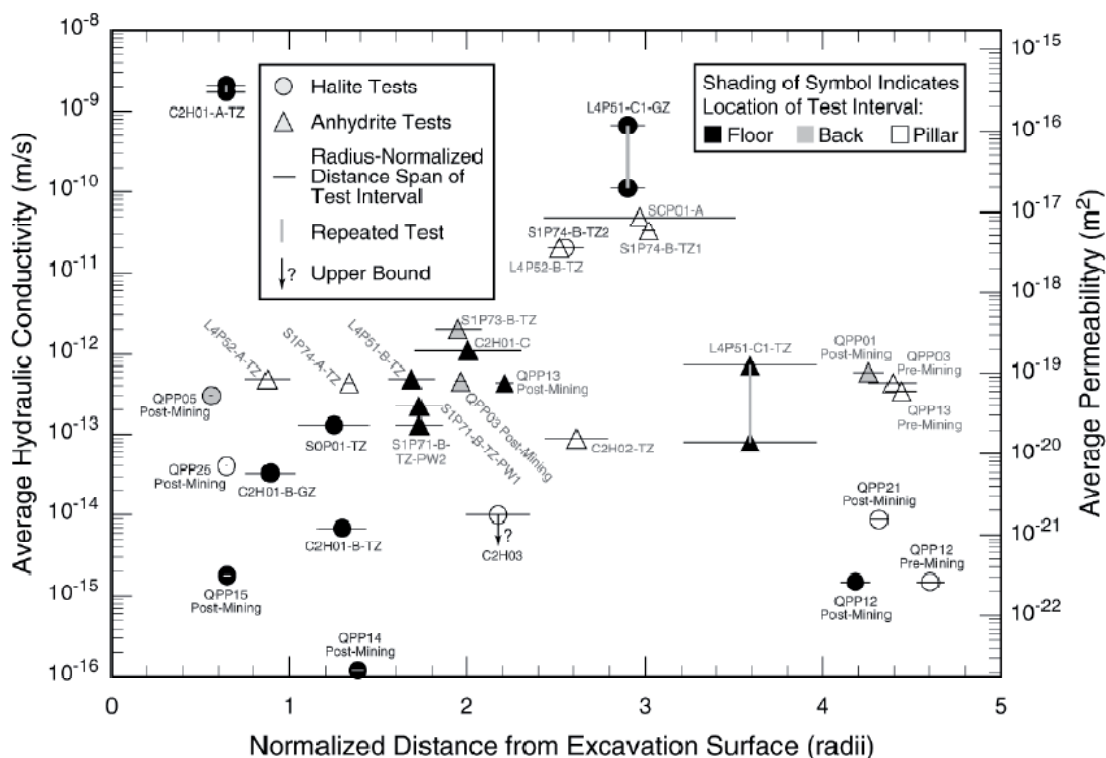 10-8
10-9
10-10
10-11
10-12
10-13
10-14
10-15
10-16
Average Hydraulic Conductivity (m/s)
10-15
10-16
10-17
10-18
10-19
10-20
10-21
10-22
Average Permeabilityy (m2)
0
1
2
3
4
5
Normalized Distance from Excavation Surface (radii)
Halite Tests
Anhydrite Tests
Radius-Normalized
Distance Span of
Test Interval
Repeated Test
?
Upper Bound
Shading of Symbol Indicates
Location of Test Interval:
Floor
Back
Pillar
C2H01-A-TZ
L4P51-C1-GZ
SCP01-A
S1P74-B-TZ2
S1P74-B-TZ1
L4P52-B-TZ
L4P52-A-TZ
S1P74-A-TZ
L4P51-B-TZ
S1P73-B-TZ
C2H01-C
L4P51-C1-TZ
QPP01
Post-Mining
QPP03
Pre-Mining
QPP13
Pre-Mining
QPP05
Post-Mining
QPP13
Post-Mining
QPP03 Post-Mining
SOP01-TZ
S1P71-B-
TZ-PW2
S1P71-B-TZ-PW1
C2H02-TZ
QPP25
Post-Mining
C2H01-B-GZ
C2H01-B-TZ
?
C2H03
QPP21
Post-Mininig
QPP12
Pre-Mining
QPP15
Post-Mining
QPP12
Post-Mining
QPP14
Post-Mining